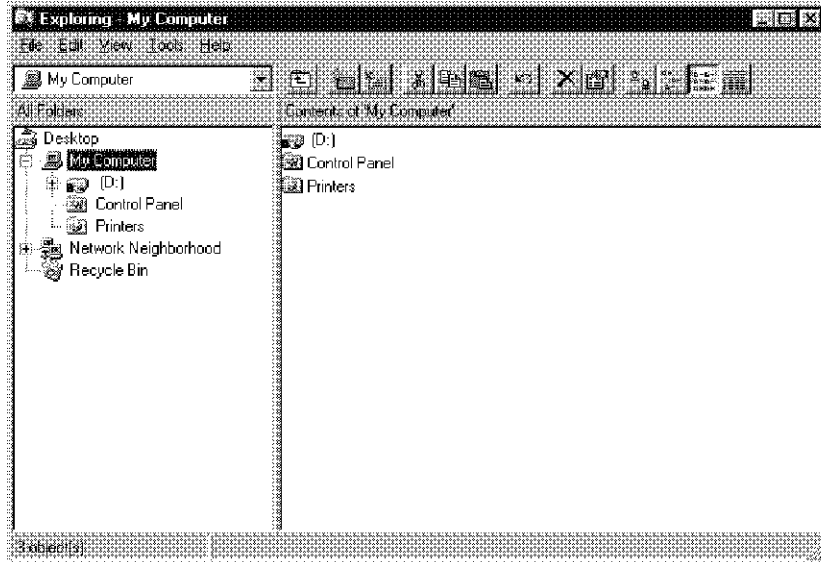 Exploring - My Computer
File Edit View Tools Help
My Computer
All Folders
Contents of 'My Computer'
Desktop
My Computer
(D:)
Control Panel
Printers
Network Neighborhood
Recycle Bin
(D:)
Control Panel
Printers
3 object(s)